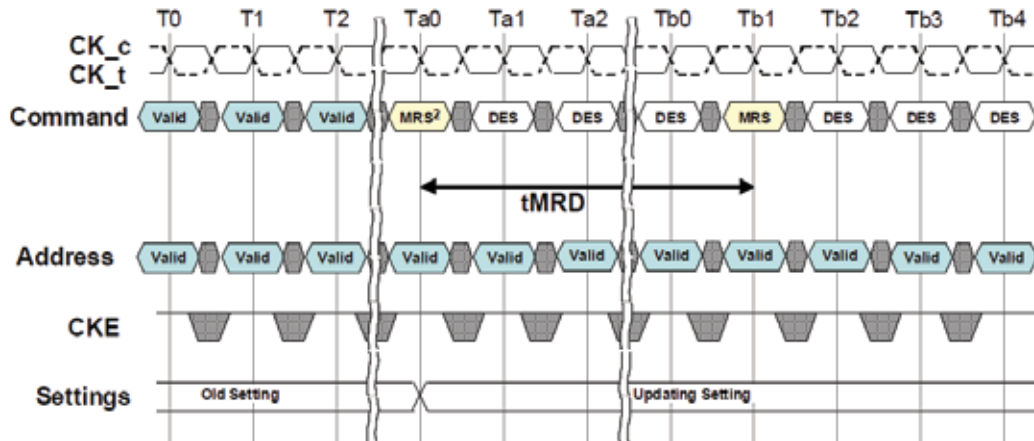 T0 T1 T2 Ta0 Ta1 Ta2 Tb0 Tb1 Tb2 Tb3 Tb4
CK_c
CK_t
Command Valid Valid Valid MRS² DES DES DES MRS DES DES DES
tMRD
Address Valid Valid Valid Valid Valid Valid Valid Valid Valid Valid Valid
CKE
Settings Old Setting Updating Setting